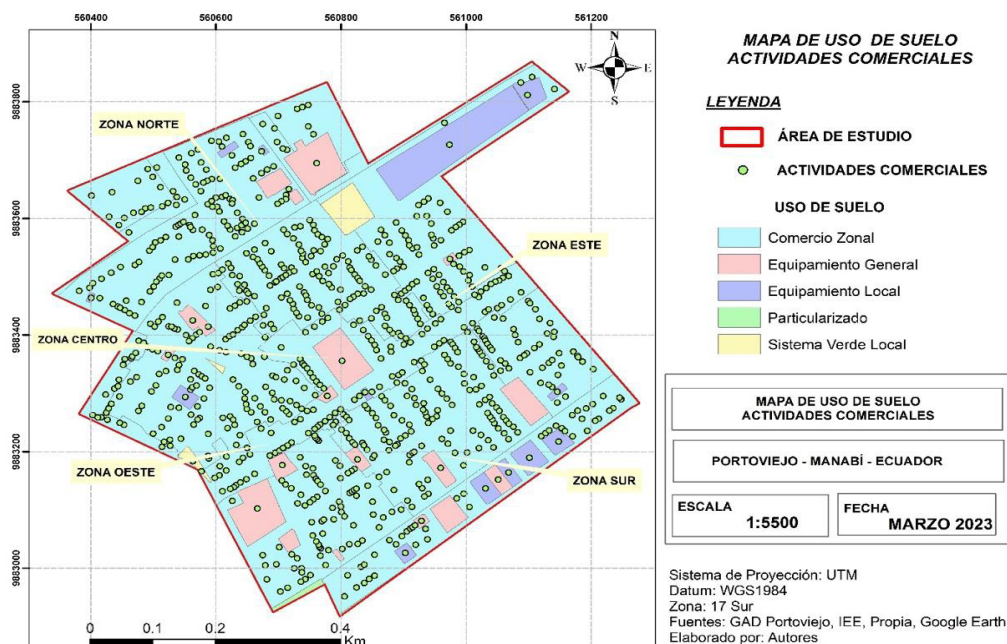 560400 560600 560800 561000 561200
9883800
9883600
9883400
9883200
9883000
N
W E
S
ZONA NORTE
ZONA ESTE
ZONA CENTRO
ZONA OESTE
ZONA SUR
0 0.1 0.2 0.4
Km
MAPA DE USO DE SUELO
ACTIVIDADES COMERCIALES
LEYENDA
ÁREA DE ESTUDIO
ACTIVIDADES COMERCIALES
USO DE SUELO
Comercio Zonal
Equipamiento General
Equipamiento Local
Particularizado
Sistema Verde Local
MAPA DE USO DE SUELO
ACTIVIDADES COMERCIALES
PORTOVIEJO - MANABÍ - ECUADOR
ESCALA
1:5500
FECHA
MARZO 2023
Sistema de Proyección: UTM
Datum: WGS1984
Zona: 17 Sur
Fuentes: GAD Portoviejo, IEE, Propia, Google Earth
Elaborado por: Autores